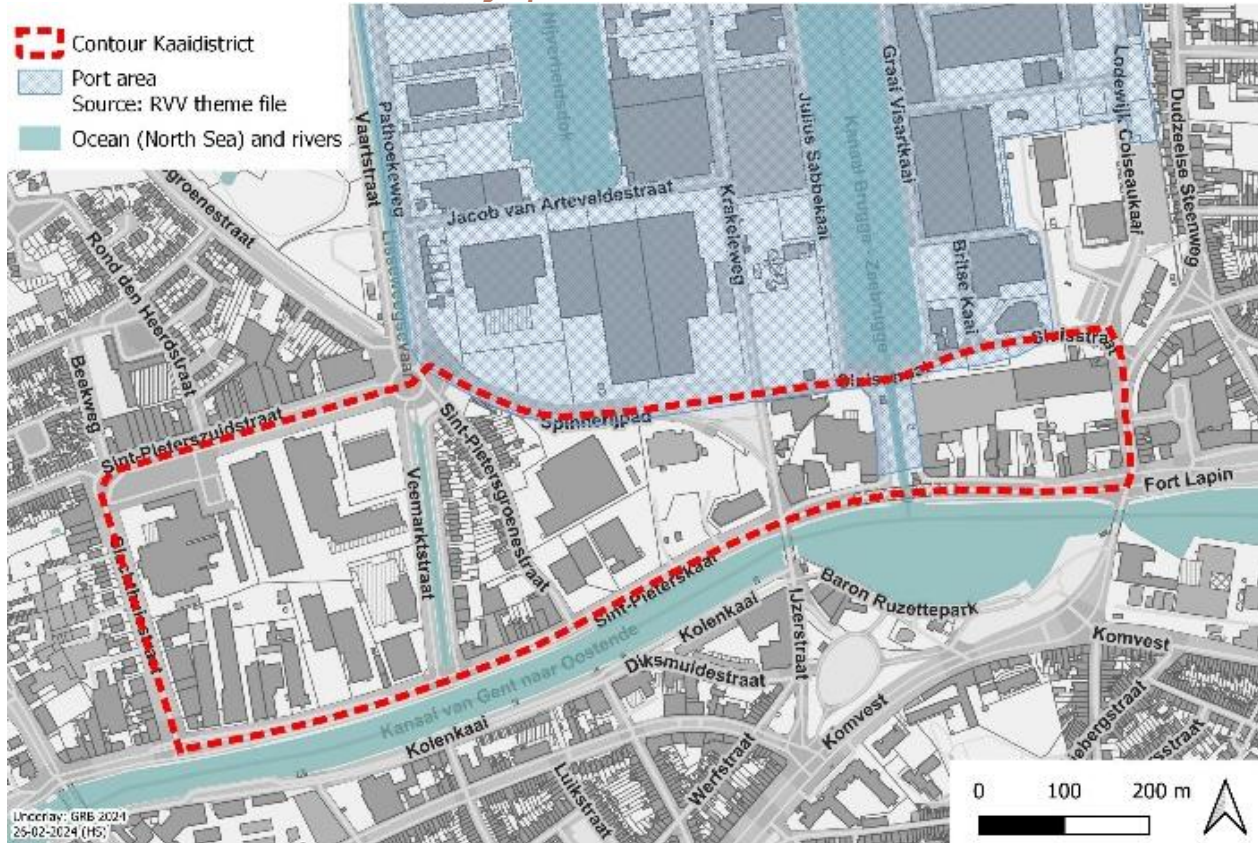 Contour Kaaidistrict
Port area
Source: RVV theme file
Ocean (North Sea) and rivers
Vaartstraat
Pathoekeweg
Nijverheidsdok
Jacob van Arteveldestraat
Krakeleweg
Julius Sabbekaai
Kanaal Brugge - Zeebrugge
Graaf Visartkaai
Britse Kaai
Lodewijk Coiseaukaai
Dudzeelse Steenweg
Rond den Heerdstraat
Beekweg
Sint-Pieterszuidstraat
Spinnerijpad
Sint-Pietersgroenestraat
Veemarktstraat
Slachthuisstraat
Sint-Pieterskaai
Fort Lapin
Kanaal van Gent naar Oostende
Kolenkaai
Kolenkaai
Baron Ruzettepark
IJzerstraat
Diksmuidestraat
Komvest
Komvest
Werfstraat
Luikstraat
Underlay: GRB 2024
26-02-2024 (HS)
0 100 200 m